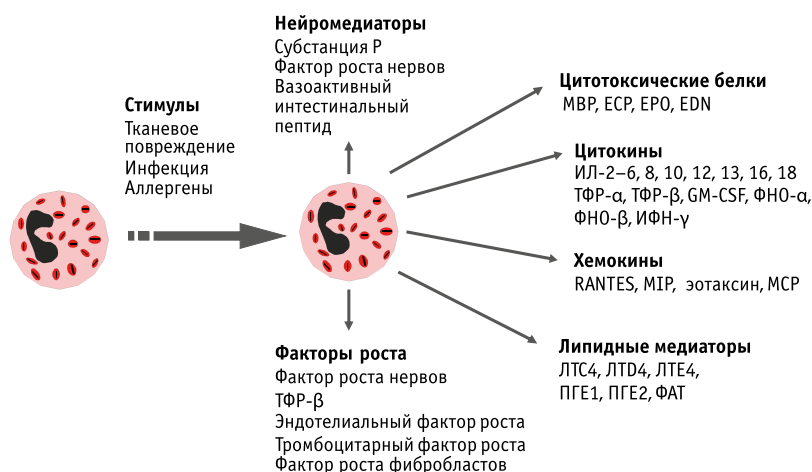 Нейромедиаторы
Субстанция Р
Фактор роста нервов
Вазоактивный
интестинальный
пептид
Стимулы
Тканевое
повреждение
Инфекция
Аллергены
Цитотоксические белки
MBP, ECP, EPO, EDN
Цитокины
ИЛ-2–6, 8, 10, 12, 13, 16, 18
ТФР-α, ТФР-β, GM-CSF, ФНО-α,
ФНО-β, ИФН-γ
Хемокины
RANTES, MIP, эотаксин, MCP
Липидные медиаторы
ЛТС4, ЛТD4, ЛТЕ4,
ПГЕ1, ПГЕ2, ФАТ
Факторы роста
Фактор роста нервов
ТФР-β
Эндотелиальный фактор роста
Тромбоцитарный фактор роста
Фактор роста фибробластов